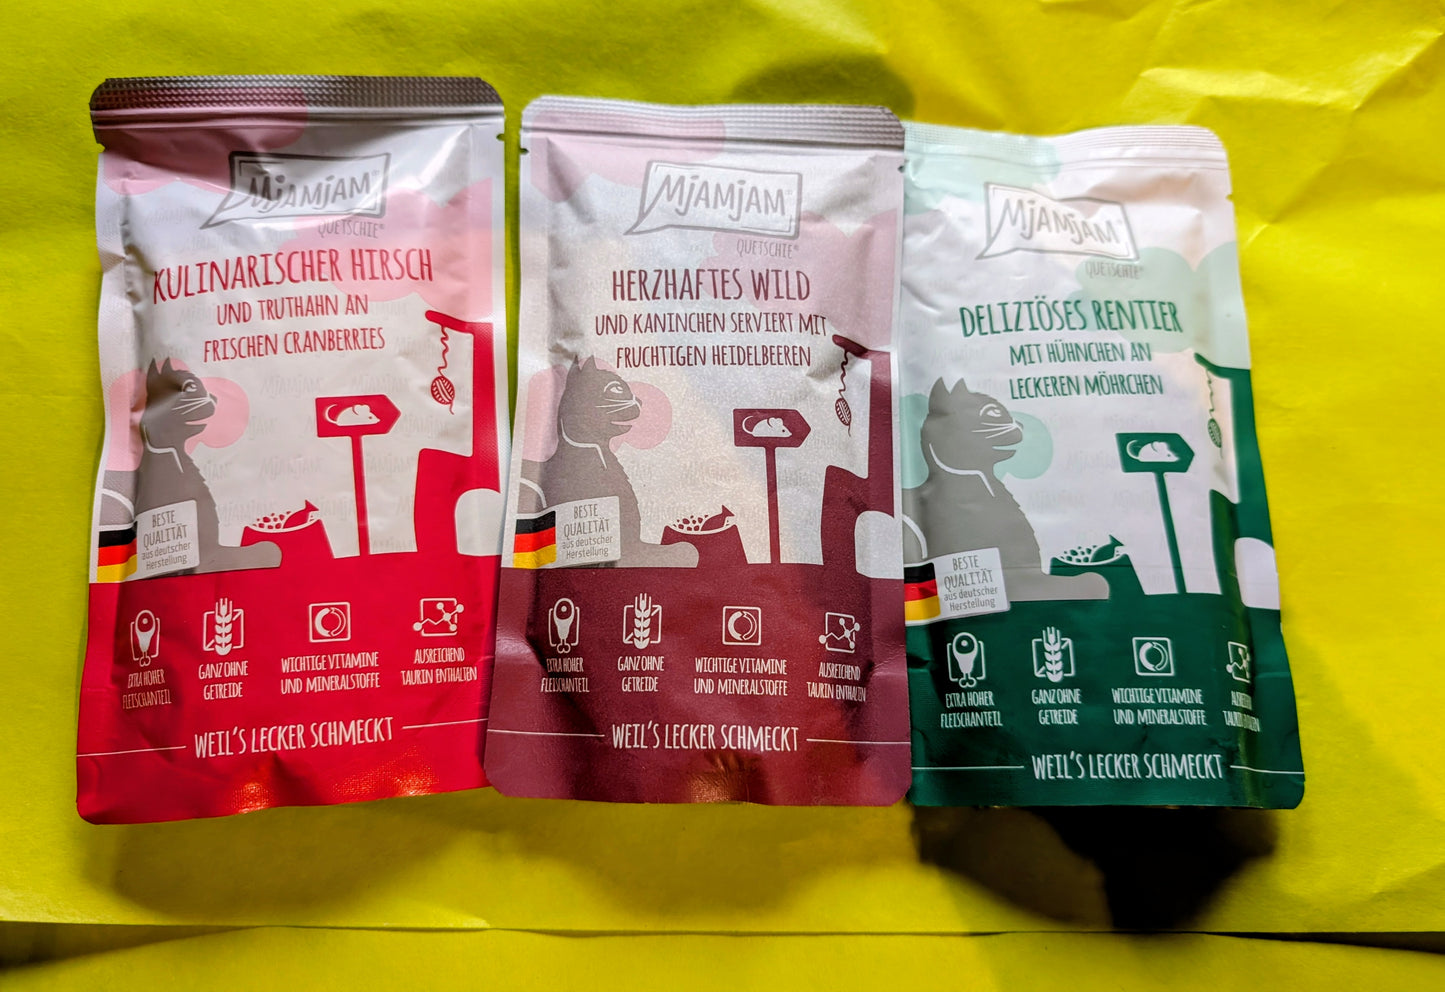 MjAMjAM®
QUETSCHIE®
KULINARISCHER HIRSCH
UND TRUTHAHN AN
FRISCHEN CRANBERRIES
BESTE
QUALITÄT
aus deutscher
Herstellung
EXTRA HOHER
FLEISCHANTEIL
GANZ OHNE
GETREIDE
WICHTIGE VITAMINE
UND MINERALSTOFFE
AUSREICHEND
TAURIN ENTHALTEN
WEIL'S LECKER SCHMECKT
MjAMjAM®
QUETSCHIE®
HERZHAFTES WILD
UND KANINCHEN SERVIERT MIT
FRUCHTIGEN HEIDELBEEREN
BESTE
QUALITÄT
aus deutscher
Herstellung
EXTRA HOHER
FLEISCHANTEIL
GANZ OHNE
GETREIDE
WICHTIGE VITAMINE
UND MINERALSTOFFE
AUSREICHEND
TAURIN ENTHALTEN
WEIL'S LECKER SCHMECKT
MjAMjAM®
QUETSCHIE®
DELIZIÖSES RENTIER
MIT HÜHNCHEN AN
LECKEREN MÖHRCHEN
BESTE
QUALITÄT
aus deutscher
Herstellung
EXTRA HOHER
FLEISCHANTEIL
GANZ OHNE
GETREIDE
WICHTIGE VITAMINE
UND MINERALSTOFFE
WEIL'S LECKER SCHMECKT